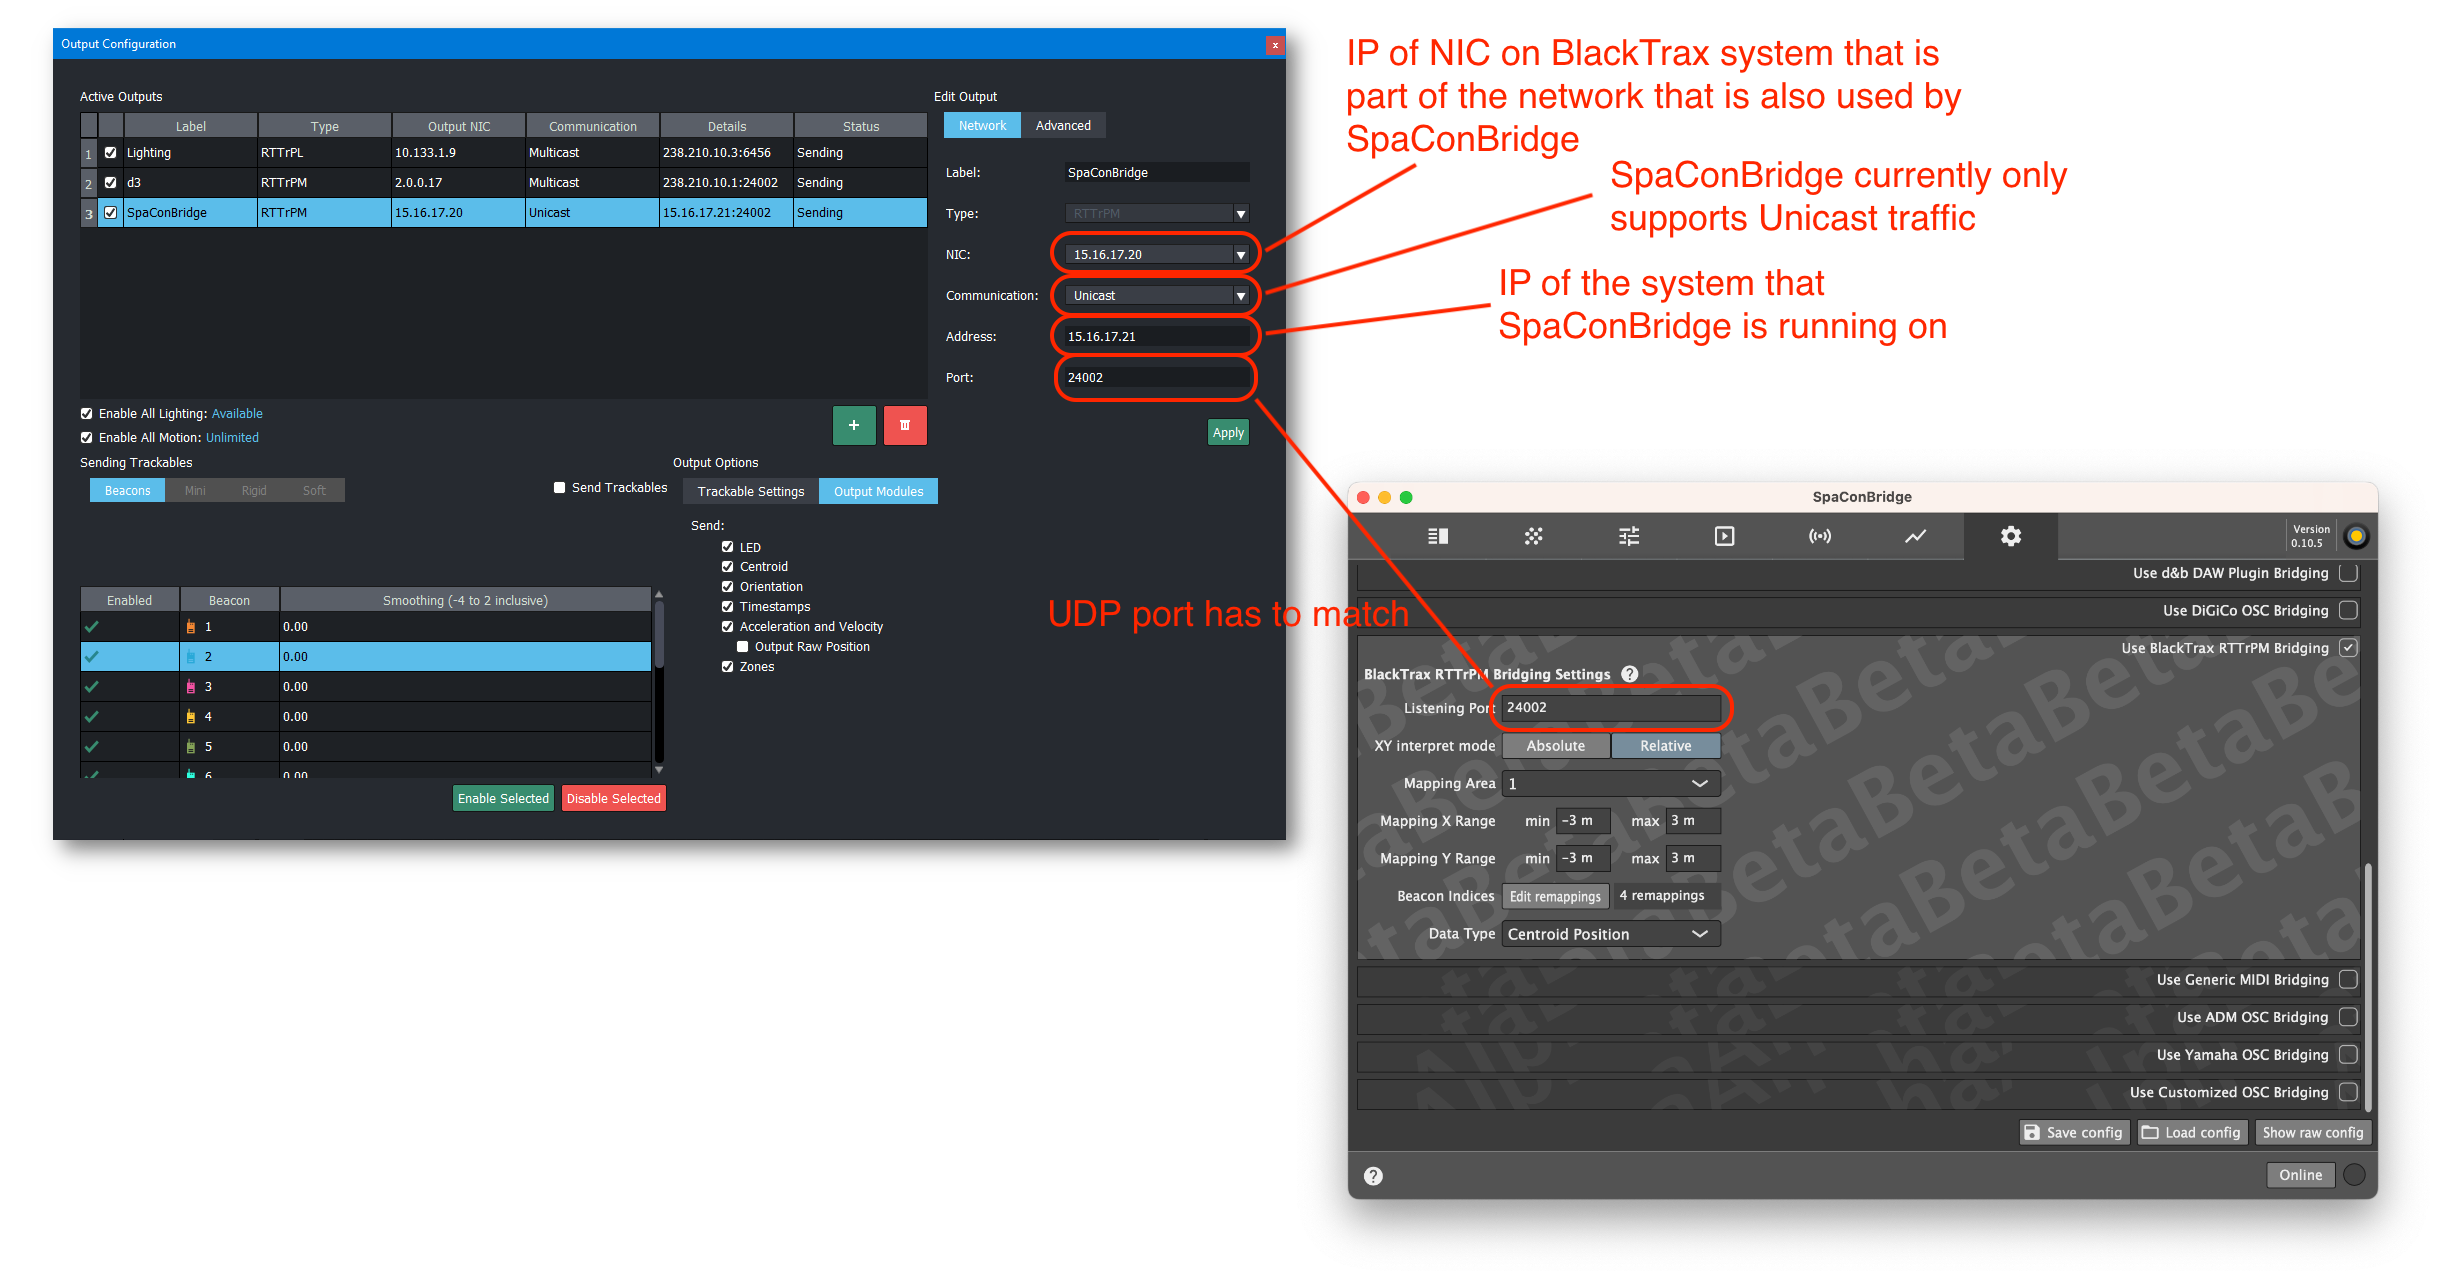 Output Configuration
x
IP of NIC on BlackTrax system that is
part of the network that is also used by
SpaConBridge
SpaConBridge currently only
supports Unicast traffic
IP of the system that
SpaConBridge is running on
Active Outputs
Label Type Output NIC Communication Details Status
1 Lighting RTTrPL 10.133.1.9 Multicast 238.210.10.3:6456 Sending
2 d3 RTTrPM 2.0.0.17 Multicast 238.210.10.1:24002 Sending
3 SpaConBridge RTTrPM 15.16.17.20 Unicast 15.16.17.21:24002 Sending
Edit Output
Network Advanced
Label: SpaConBridge
Type: RTTrPM
NIC: 15.16.17.20
Communication: Unicast
Address: 15.16.17.21
Port: 24002
Apply
Enable All Lighting: Available
Enable All Motion: Unlimited
+
Sending Trackables
Beacons Mini Rigid Soft
Send Trackables
Output Options
Trackable Settings Output Modules
Send:
LED
Centroid
Orientation
Timestamps
Acceleration and Velocity
Output Raw Position
Zones
Enabled Beacon Smoothing (-4 to 2 inclusive)
1 0.00
2 0.00
3 0.00
4 0.00
5 0.00
6 0.00
Enable Selected Disable Selected
UDP port has to match
SpaConBridge
Version
0.10.5
Use d&b DAW Plugin Bridging
Use DiGiCo OSC Bridging
Use BlackTrax RTTrPM Bridging
BlackTrax RTTrPM Bridging Settings ?
Listening Port 24002
XY interpret mode Absolute Relative
Mapping Area 1
Mapping X Range min -3 m max 3 m
Mapping Y Range min -3 m max 3 m
Beacon Indices Edit remappings 4 remappings
Data Type Centroid Position
Use Generic MIDI Bridging
Use ADM OSC Bridging
Use Yamaha OSC Bridging
Use Customized OSC Bridging
Save config Load config Show raw config
? Online